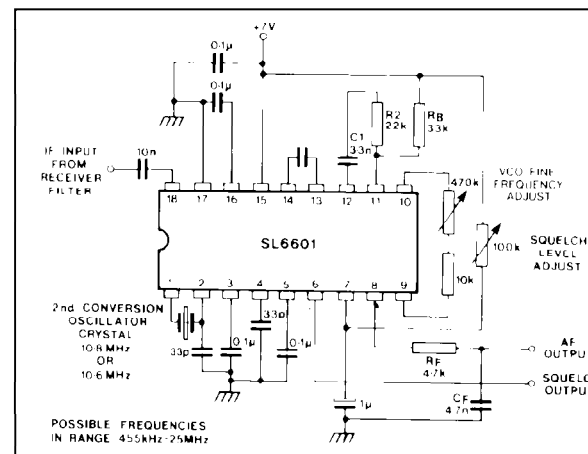 +7V
0·1µ
0·1µ
R2
22k
RB
33k
C1
3·3n
IF INPUT
FROM
RECEIVER
FILTER
10n
470k
VCO FINE
FREQUENCY
ADJUST
18
17
16
15
14
13
12
11
10
SL6601
100k
SQUELCH
LEVEL
ADJUST
10k
1
2
3
4
5
6
7
8
9
2nd CONVERSION
OSCILLATOR
CRYSTAL
10·8 MHz
OR
10·6 MHz
33p
0·1µ
33p
0·1µ
RF
4·7k
AF
OUTPUT
SQUELCH
OUTPUT
1µ
CF
4·7n
POSSIBLE FREQUENCIES
IN RANGE 455kHz-25MHz